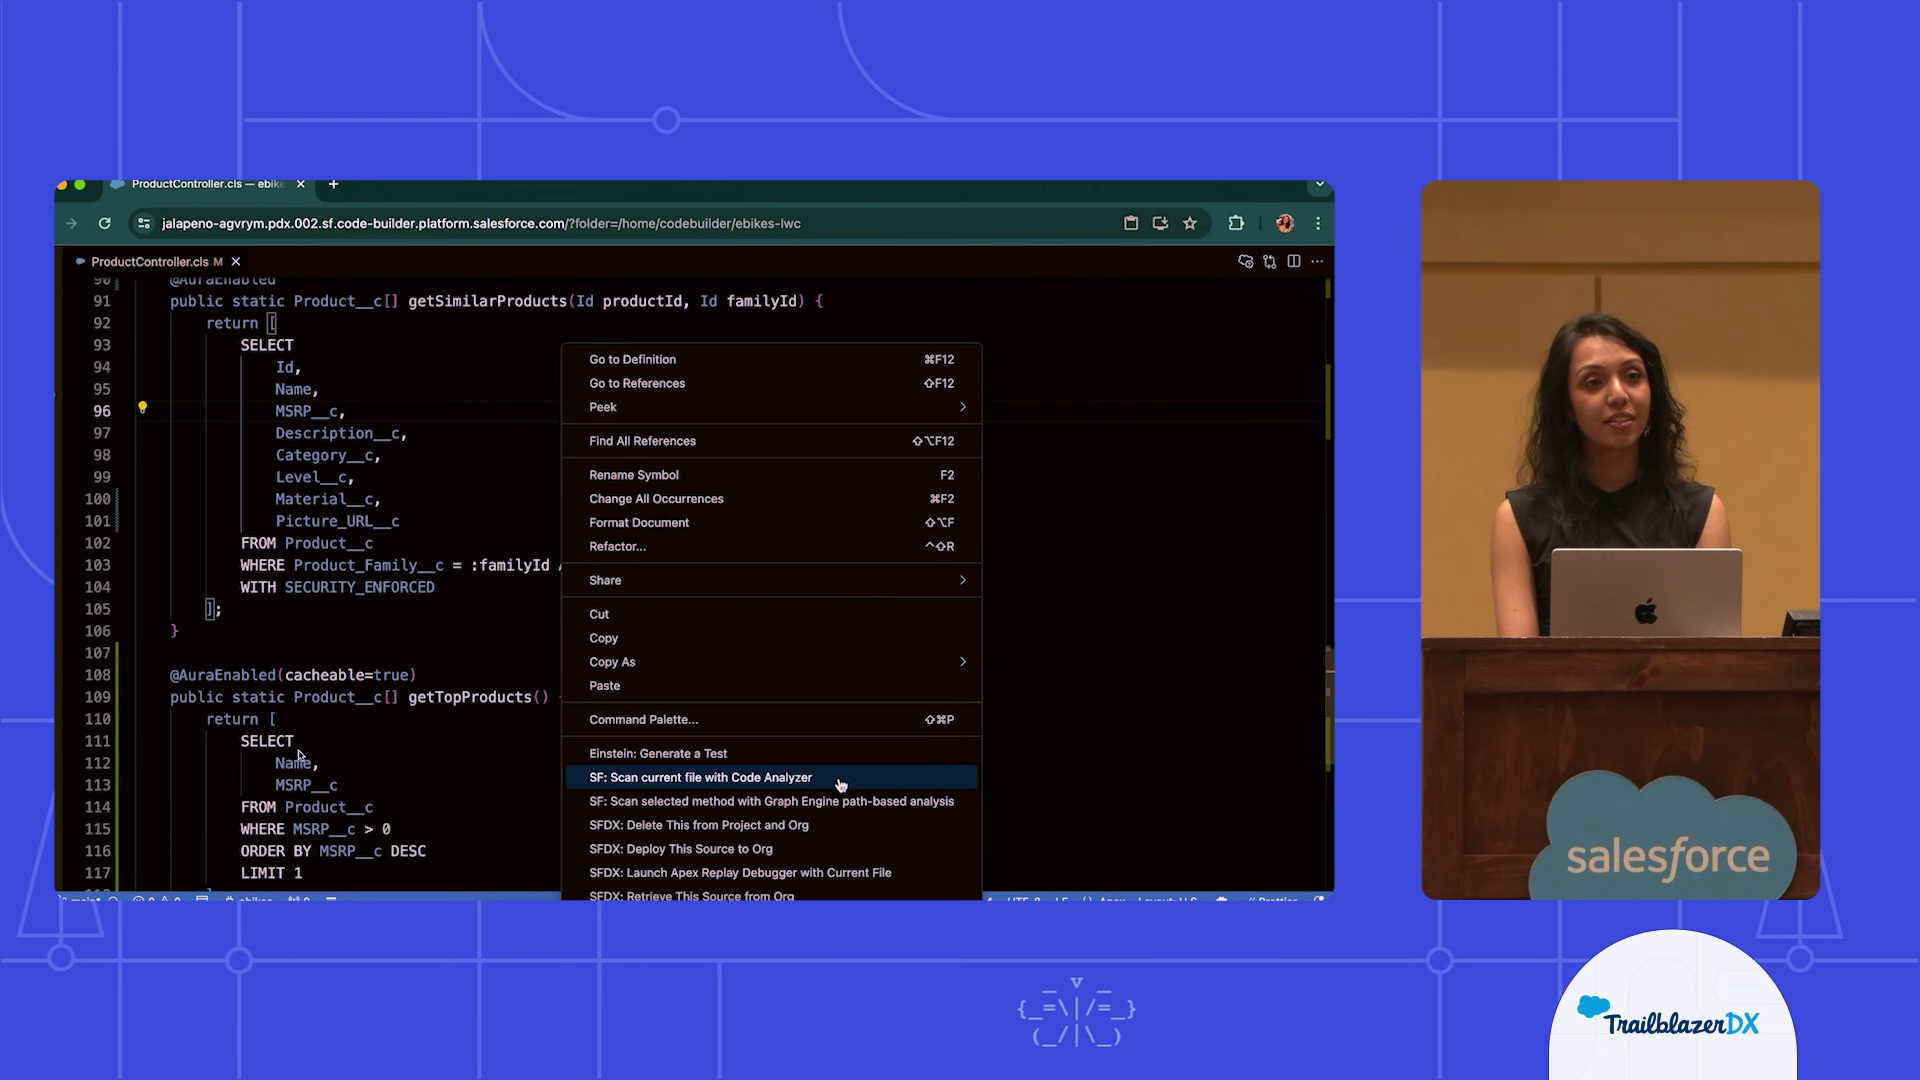 ProductController.cls — ebike
jalapeno-agvrym.pdx.002.sf.code-builder.platform.salesforce.com/?folder=/home/codebuilder/ebikes-lwc
ProductController.cls M
90 @AuraEnabled
91 public static Product__c[] getSimilarProducts(Id productId, Id familyId) {
92 return [
93 SELECT
94 Id,
95 Name,
96 MSRP__c,
97 Description__c,
98 Category__c,
99 Level__c,
100 Material__c,
101 Picture_URL__c
102 FROM Product__c
103 WHERE Product_Family__c = :familyId
104 WITH SECURITY_ENFORCED
105 ];
106 }
107
108 @AuraEnabled(cacheable=true)
109 public static Product__c[] getTopProducts()
110 return [
111 SELECT
112 Name,
113 MSRP__c
114 FROM Product__c
115 WHERE MSRP__c > 0
116 ORDER BY MSRP__c DESC
117 LIMIT 1
Go to Definition ⌘F12
Go to References ⇧F12
Peek
Find All References ⇧⌥F12
Rename Symbol F2
Change All Occurrences ⌘F2
Format Document ⇧⌥F
Refactor... ^⇧R
Share
Cut
Copy
Copy As
Paste
Command Palette... ⇧⌘P
Einstein: Generate a Test
SF: Scan current file with Code Analyzer
SF: Scan selected method with Graph Engine path-based analysis
SFDX: Delete This from Project and Org
SFDX: Deploy This Source to Org
SFDX: Launch Apex Replay Debugger with Current File
SFDX: Retrieve This Source from Org
salesforce
{_=\|/=_}
(_/|\_)
TrailblazerDX